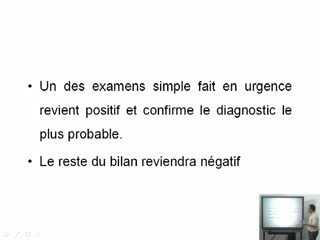 • Un des examens simple fait en urgence
revient positif et confirme le diagnostic le
plus probable.
• Le reste du bilan reviendra négatif